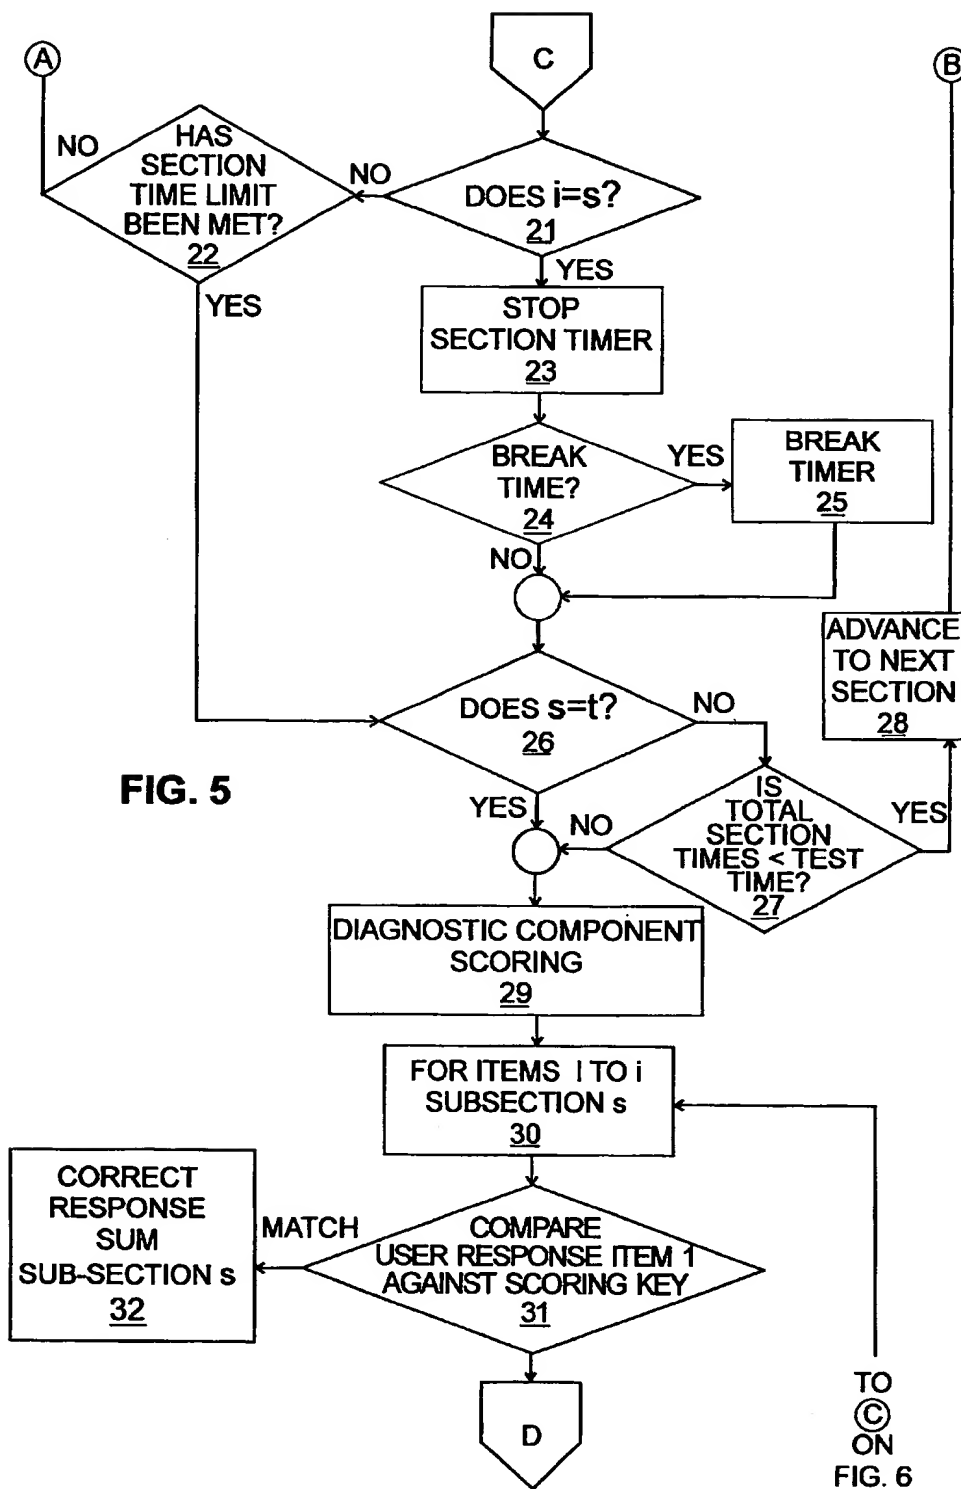 C
A
B
HAS
SECTION
TIME LIMIT
BEEN MET?
22
NO
NO
DOES i=s?
21
YES
YES
STOP
SECTION TIMER
23
BREAK
TIME?
24
YES
BREAK
TIMER
25
NO
ADVANCE
TO NEXT
SECTION
28
DOES s=t?
26
NO
FIG. 5
YES
NO
IS
TOTAL
SECTION
TIMES < TEST
TIME?
27
YES
DIAGNOSTIC COMPONENT
SCORING
29
FOR ITEMS I TO i
SUBSECTION s
30
CORRECT
RESPONSE
SUM
SUB-SECTION s
32
MATCH
COMPARE
USER RESPONSE ITEM 1
AGAINST SCORING KEY
31
D
TO
C
ON
FIG. 6